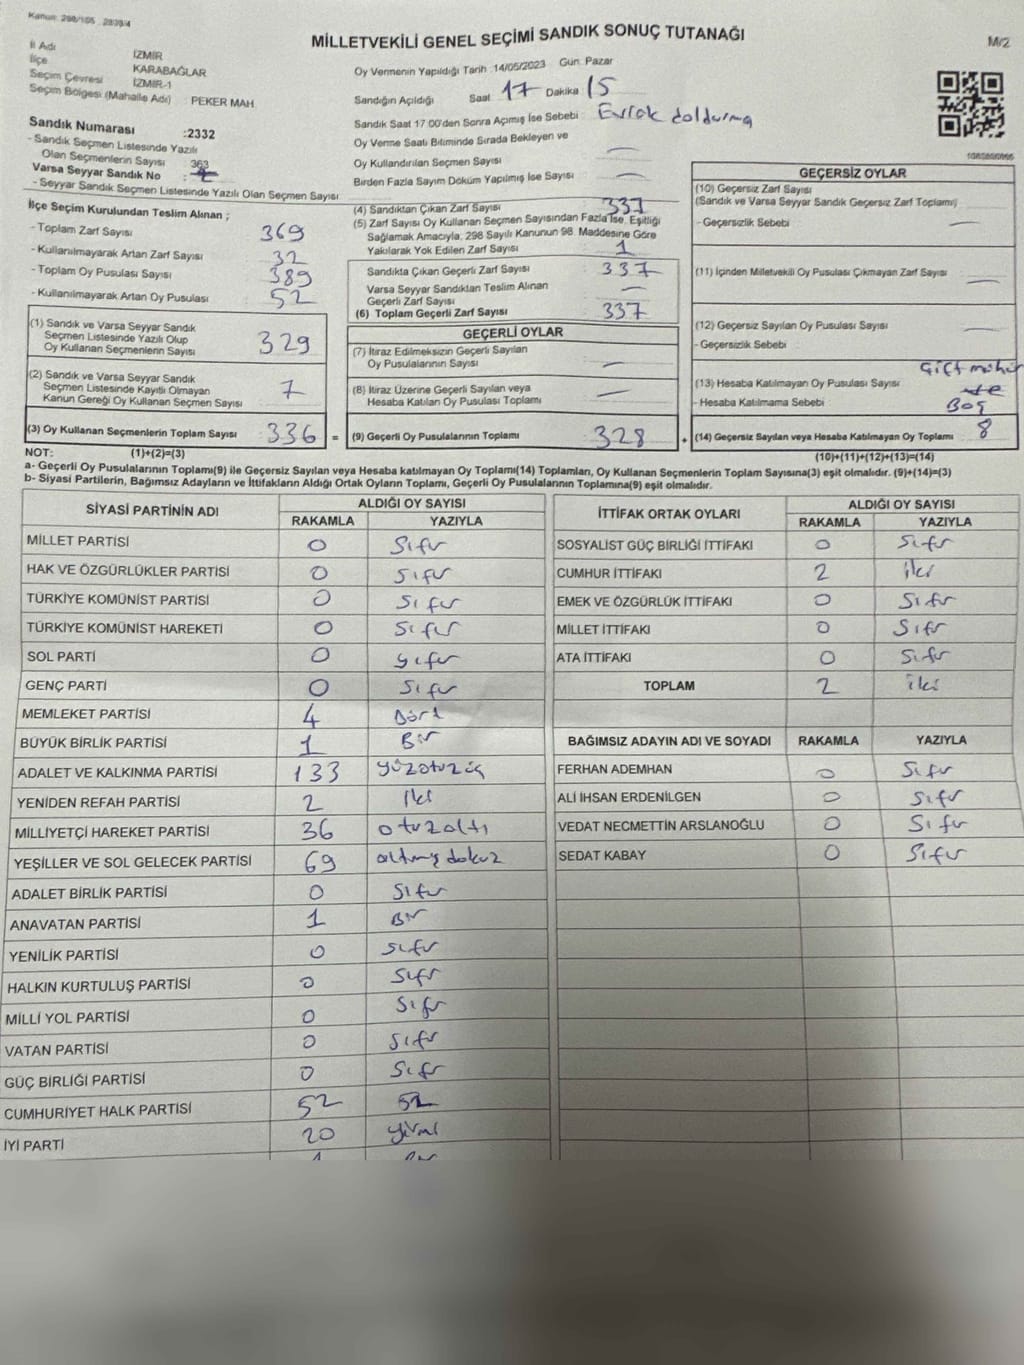 Kanun: 298/105 2839/4
MİLLETVEKİLİ GENEL SEÇİMİ SANDIK SONUÇ TUTANAĞI
M/2
İl Adı İZMİR
İlçe KARABAĞLAR
Seçim Çevresi İZMİR-1
Seçim Bölgesi (Mahalle Adı) : PEKER MAH
Sandık Numarası :2332
- Sandık Seçmen Listesinde Yazılı
Olan Seçmenlerin Sayısı 363
Varsa Seyyar Sandık No :
- Seyyar Sandık Seçmen Listesinde Yazılı Olan Seçmen Sayısı
İlçe Seçim Kurulundan Teslim Alınan ;
- Toplam Zarf Sayısı 369
- Kullanılmayarak Artan Zarf Sayısı 32
- Toplam Oy Pusulası Sayısı 389
- Kullanılmayarak Artan Oy Pusulası 52
(1) Sandık ve Varsa Seyyar Sandık
Seçmen Listesinde Yazılı Olup
Oy Kullanan Seçmenlerin Sayısı 329
(2) Sandık ve Varsa Seyyar Sandık
Seçmen Listesinde Kayıtlı Olmayan
Kanun Gereği Oy Kullanan Seçmen Sayısı 7
(3) Oy Kullanan Seçmenlerin Toplam Sayısı 336 =
Oy Vermenin Yapıldığı Tarih :14/05/2023 Gün: Pazar
Sandığın Açıldığı Saat 17 Dakika 15
Sandık Saat 17:00'den Sonra Açımış İse Sebebi : Evrak doldurma
Oy Verme Saati Bitiminde Sırada Bekleyen ve
Oy Kullandırılan Seçmen Sayısı —
Birden Fazla Sayım Döküm Yapılmış İse Sayısı —
(4) Sandıktan Çıkan Zarf Sayısı 337
(5) Zarf Sayısı Oy Kullanan Seçmen Sayısından Fazla İse, Eşitliği
Sağlamak Amacıyla, 298 Sayılı Kanunun 98. Maddesine Göre
Yakılarak Yok Edilen Zarf Sayısı 1
Sandıkta Çıkan Geçerli Zarf Sayısı 337
Varsa Seyyar Sandıktan Teslim Alınan
Geçerli Zarf Sayısı —
(6) Toplam Geçerli Zarf Sayısı 337
GEÇERLİ OYLAR
(7) İtiraz Edilmeksizin Geçerli Sayılan
Oy Pusulalarının Sayısı —
(8) İtiraz Üzerine Geçerli Sayılan veya
Hesaba Katılan Oy Pusulası Toplamı —
(9) Geçerli Oy Pusulalarının Toplamı 328 +
GEÇERSİZ OYLAR
(10) Geçersiz Zarf Sayısı
(Sandık ve Varsa Seyyar Sandık Geçersiz Zarf Toplamı)
- Geçersizlik Sebebi : —
(11) İçinden Milletvekili Oy Pusulası Çıkmayan Zarf Sayısı —
(12) Geçersiz Sayılan Oy Pusulası Sayısı —
- Geçersizlik Sebebi :
(13) Hesaba Katılmayan Oy Pusulası Sayısı Çift mühür
- Hesaba Katılmama Sebebi Boş
(14) Geçersiz Sayılan veya Hesaba Katılmayan Oy Toplamı 8
NOT: (1)+(2)=(3) (10)+(11)+(12)+(13)=(14)
a- Geçerli Oy Pusulalarının Toplamı(9) ile Geçersiz Sayılan veya Hesaba katılmayan Oy Toplamı(14) Toplamları, Oy Kullanan Seçmenlerin Toplam Sayısına(3) eşit olmalıdır. (9)+(14)=(3)
b- Siyasi Partilerin, Bağımsız Adayların ve İttifakların Aldığı Ortak Oyların Toplamı, Geçerli Oy Pusulalarının Toplamına(9) eşit olmalıdır.
SİYASİ PARTİNİN ADI ALDIĞI OY SAYISI
RAKAMLA YAZIYLA
MİLLET PARTİSİ 0 Sıfır
HAK VE ÖZGÜRLÜKLER PARTİSİ 0 Sıfır
TÜRKİYE KOMÜNİST PARTİSİ 0 Sıfır
TÜRKİYE KOMÜNİST HAREKETİ 0 Sıfır
SOL PARTİ 0 Sıfır
GENÇ PARTİ 0 Sıfır
MEMLEKET PARTİSİ 4 Dört
BÜYÜK BİRLİK PARTİSİ 1 Bir
ADALET VE KALKINMA PARTİSİ 133 yüzotuzüç
YENİDEN REFAH PARTİSİ 2 İki
MİLLİYETÇİ HAREKET PARTİSİ 36 otuzaltı
YEŞİLLER VE SOL GELECEK PARTİSİ 69 altmış dokuz
ADALET BİRLİK PARTİSİ 0 Sıfır
ANAVATAN PARTİSİ 1 Bir
YENİLİK PARTİSİ 0 Sıfır
HALKIN KURTULUŞ PARTİSİ 0 Sıfır
MİLLİ YOL PARTİSİ 0 Sıfır
VATAN PARTİSİ 0 Sıfır
GÜÇ BİRLİĞİ PARTİSİ 0 Sıfır
CUMHURİYET HALK PARTİSİ 52 52
İYİ PARTİ 20 yirmi
İTTİFAK ORTAK OYLARI ALDIĞI OY SAYISI
RAKAMLA YAZIYLA
SOSYALİST GÜÇ BİRLİĞİ İTTİFAKI 0 Sıfır
CUMHUR İTTİFAKI 2 iki
EMEK VE ÖZGÜRLÜK İTTİFAKI 0 Sıfır
MİLLET İTTİFAKI 0 Sıfır
ATA İTTİFAKI 0 Sıfır
TOPLAM 2 iki
BAĞIMSIZ ADAYIN ADI VE SOYADI RAKAMLA YAZIYLA
FERHAN ADEMHAN 0 Sıfır
ALİ İHSAN ERDENİLGEN 0 Sıfır
VEDAT NECMETTİN ARSLANOĞLU 0 Sıfır
SEDAT KABAY 0 Sıfır